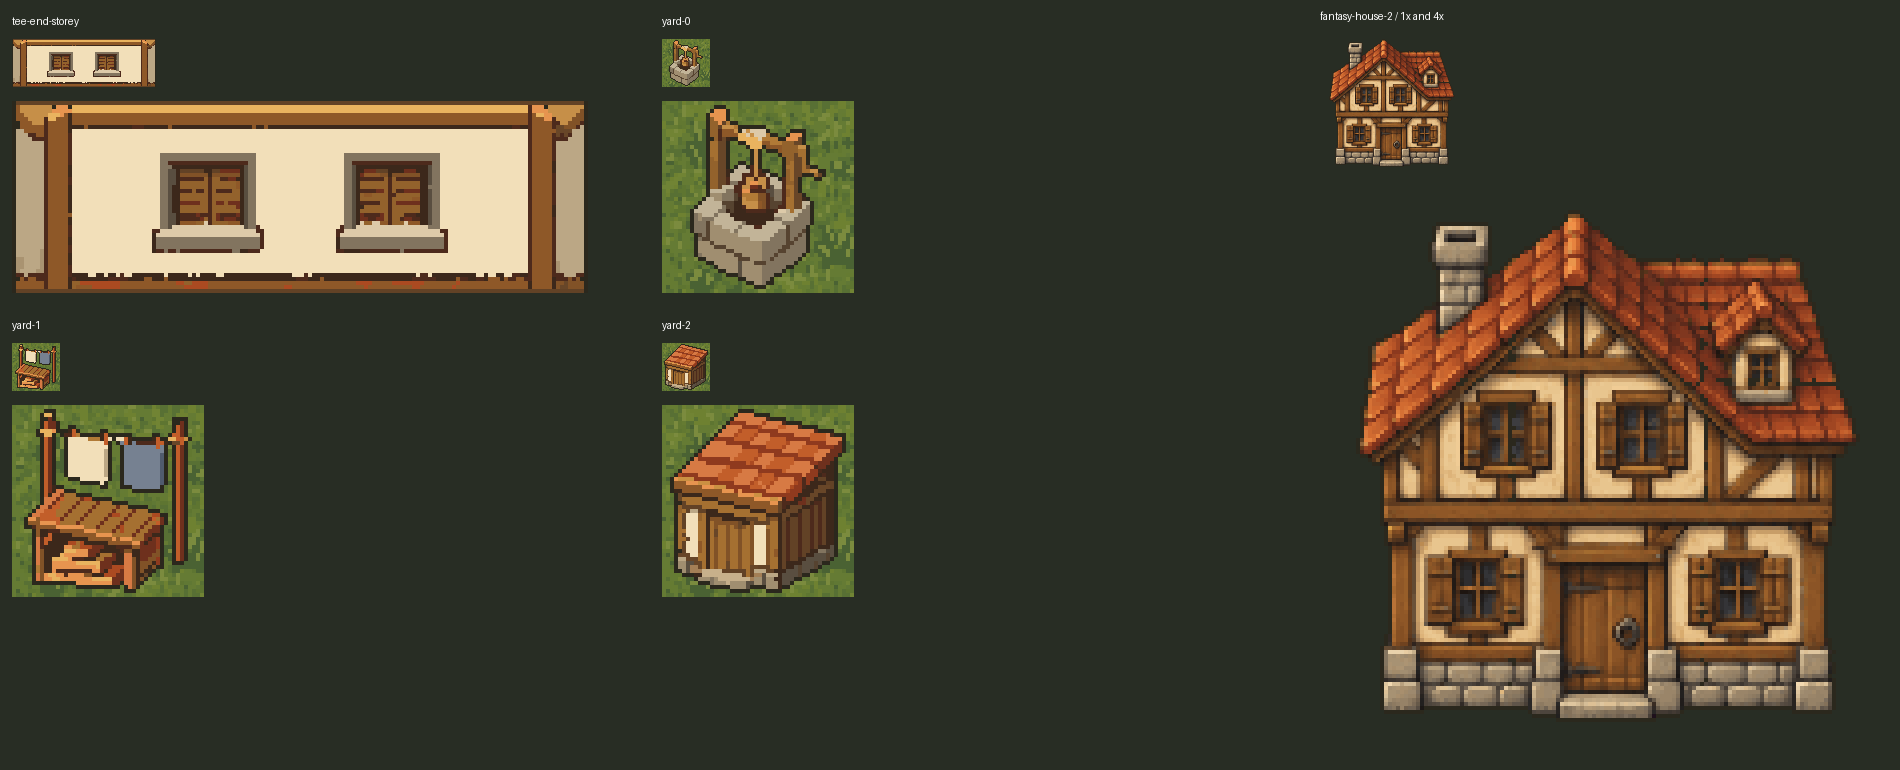 tee-end-storey
yard-0
fantasy-house-2 / 1x and 4x
yard-1
yard-2